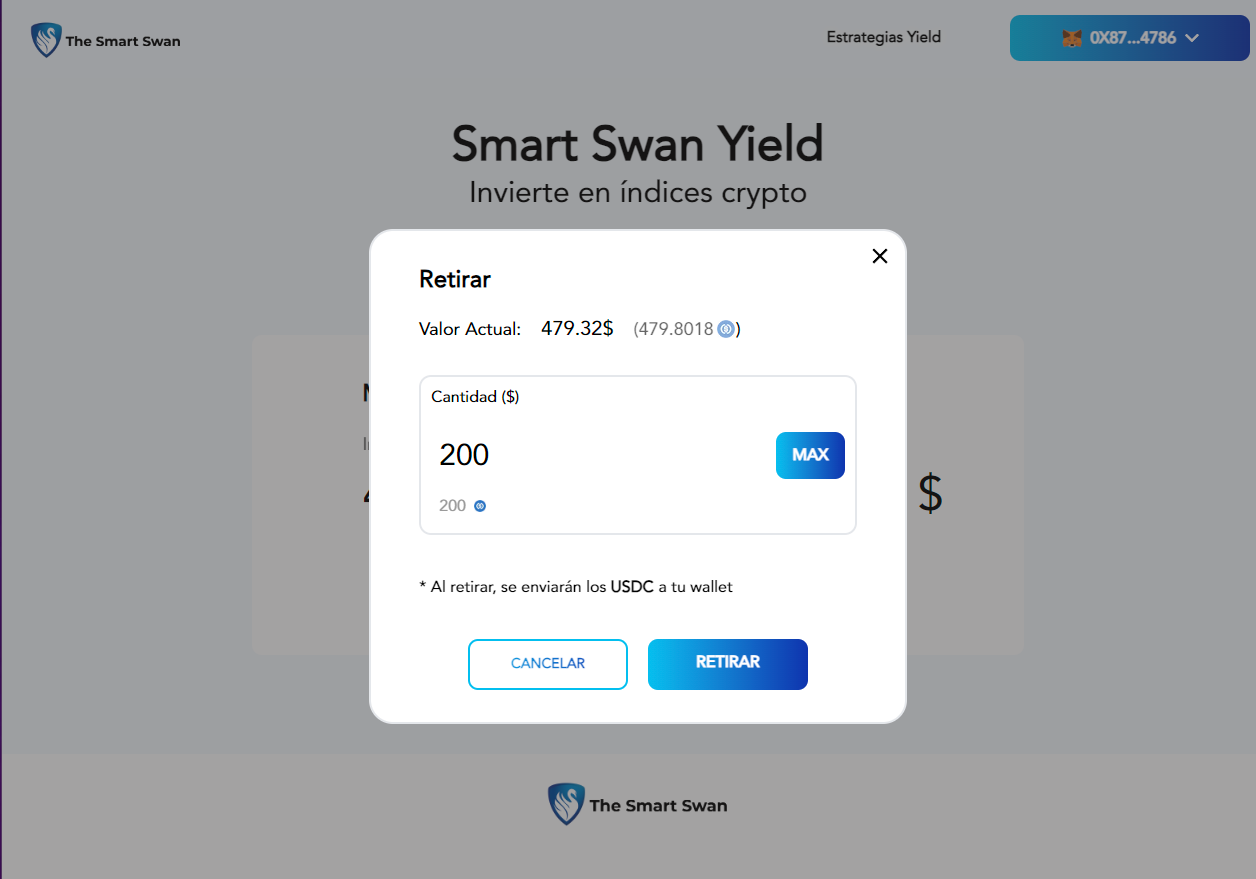 The Smart Swan
Estrategias Yield
0X87...4786
Smart Swan Yield
Invierte en índices crypto
Retirar
Valor Actual: 479.32$ (479.8018 )
Cantidad ($)
200
MAX
200
$
* Al retirar, se enviarán los USDC a tu wallet
CANCELAR
RETIRAR
The Smart Swan